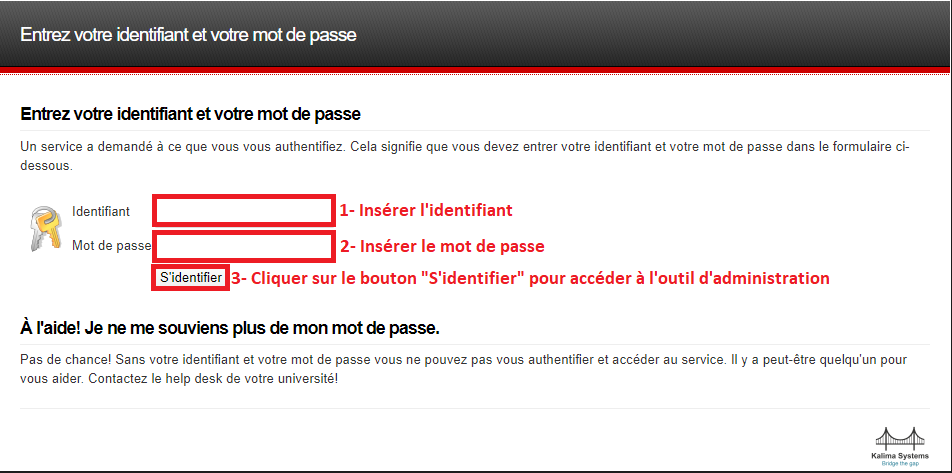 Entrez votre identifiant et votre mot de passe
Entrez votre identifiant et votre mot de passe
Un service a demandé à ce que vous vous authentifiez. Cela signifie que vous devez entrer votre identifiant et votre mot de passe dans le formulaire ci-
dessous.
Identifiant
1- Insérer l'identifiant
Mot de passe
2- Insérer le mot de passe
S'identifier
3- Cliquer sur le bouton "S'identifier" pour accéder à l'outil d'administration
À l'aide! Je ne me souviens plus de mon mot de passe.
Pas de chance! Sans votre identifiant et votre mot de passe vous ne pouvez pas vous authentifier et accéder au service. Il y a peut-être quelqu'un pour
vous aider. Contactez le help desk de votre université!
Kalima Systems
Bridge the gap